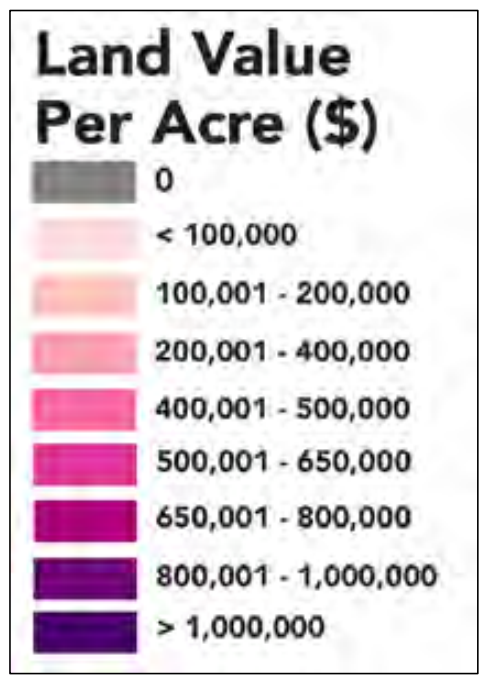 Land Value
Per Acre ($)
0
< 100,000
100,001 - 200,000
200,001 - 400,000
400,001 - 500,000
500,001 - 650,000
650,001 - 800,000
800,001 - 1,000,000
> 1,000,000